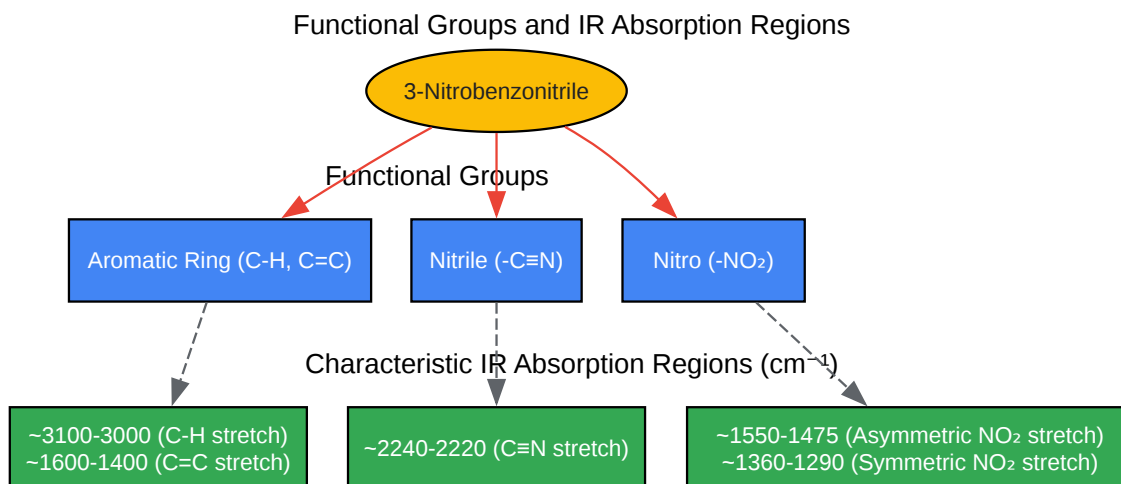 Functional Groups and IR Absorption Regions
3-Nitrobenzonitrile
Functional Groups
Aromatic Ring (C-H, C=C)
Nitrile (-C≡N)
Nitro (-NO₂)
Characteristic IR Absorption Regions (cm⁻¹)
~3100-3000 (C-H stretch)
~1600-1400 (C=C stretch)
~2240-2220 (C≡N stretch)
~1550-1475 (Asymmetric NO₂ stretch)
~1360-1290 (Symmetric NO₂ stretch)